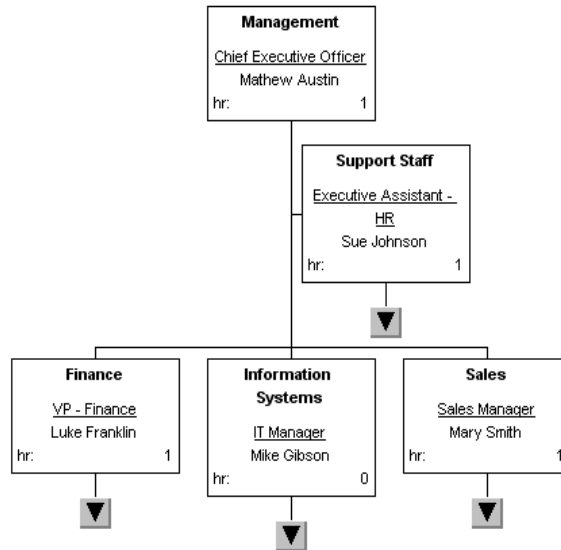 Management
Chief Executive Officer
Mathew Austin
hr: 1
Support Staff
Executive Assistant -
HR
Sue Johnson
hr: 1
Finance
VP - Finance
Luke Franklin
hr: 1
Information
Systems
IT Manager
Mike Gibson
hr: 0
Sales
Sales Manager
Mary Smith
hr: 1